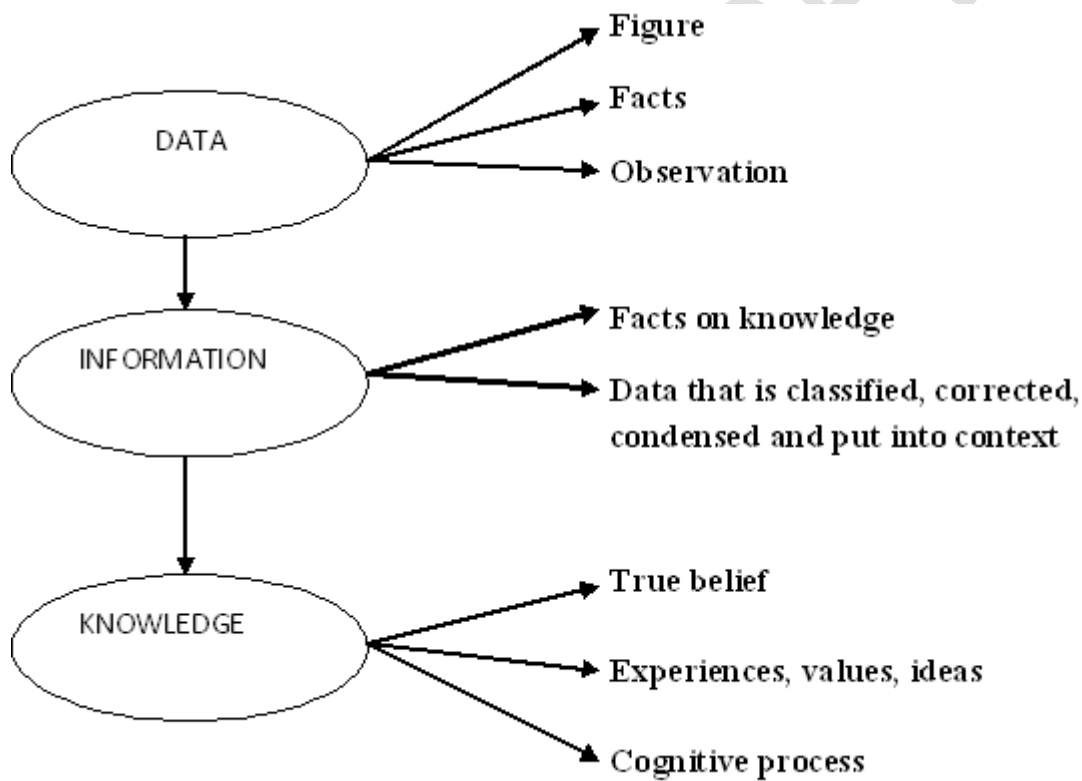 Figure
DATA
Facts
Observation
INFORMATION
Facts on knowledge
Data that is classified, corrected,
condensed and put into context
KNOWLEDGE
True belief
Experiences, values, ideas
Cognitive process